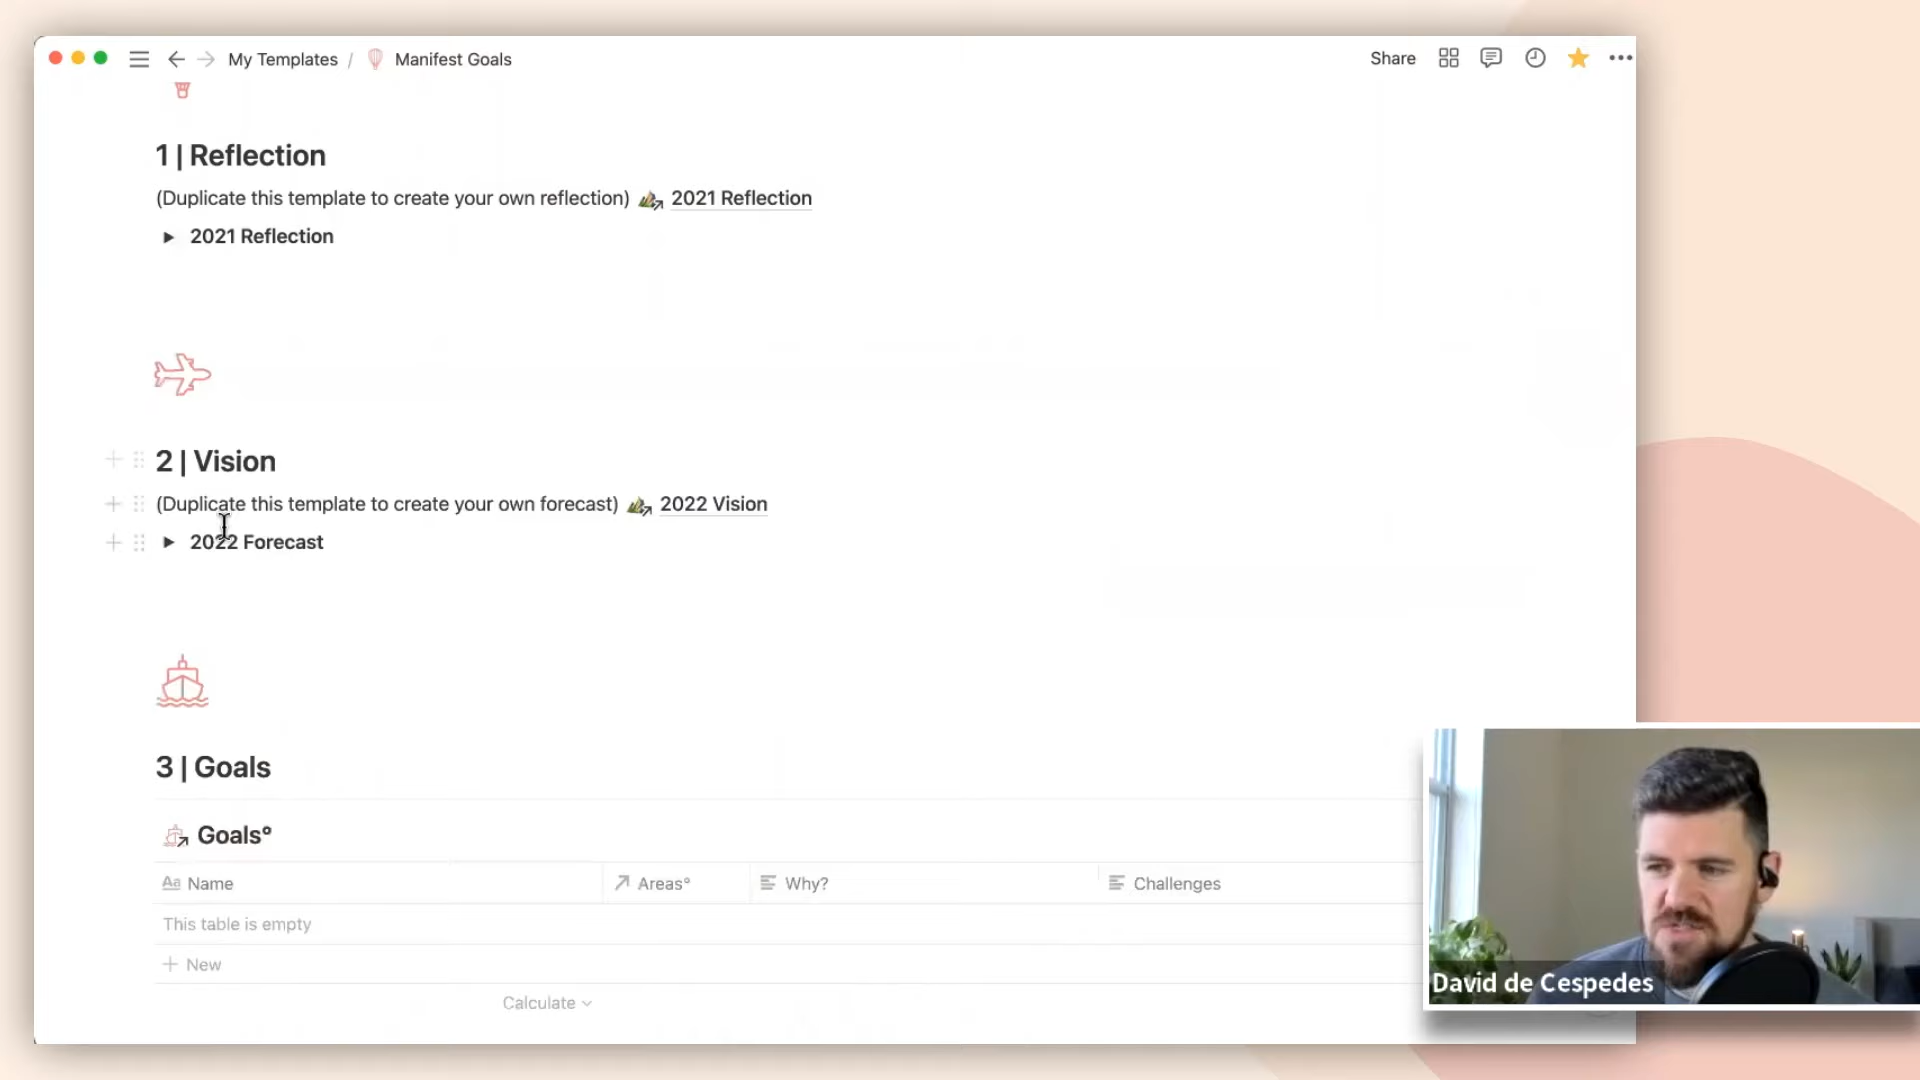 My Templates / Manifest Goals
Share
1 | Reflection
(Duplicate this template to create your own reflection) 2021 Reflection
2021 Reflection
2 | Vision
(Duplicate this template to create your own forecast) 2022 Vision
2022 Forecast
3 | Goals
Goals°
Aa Name Areas° Why? Challenges
This table is empty
+ New
Calculate
David de Cespedes